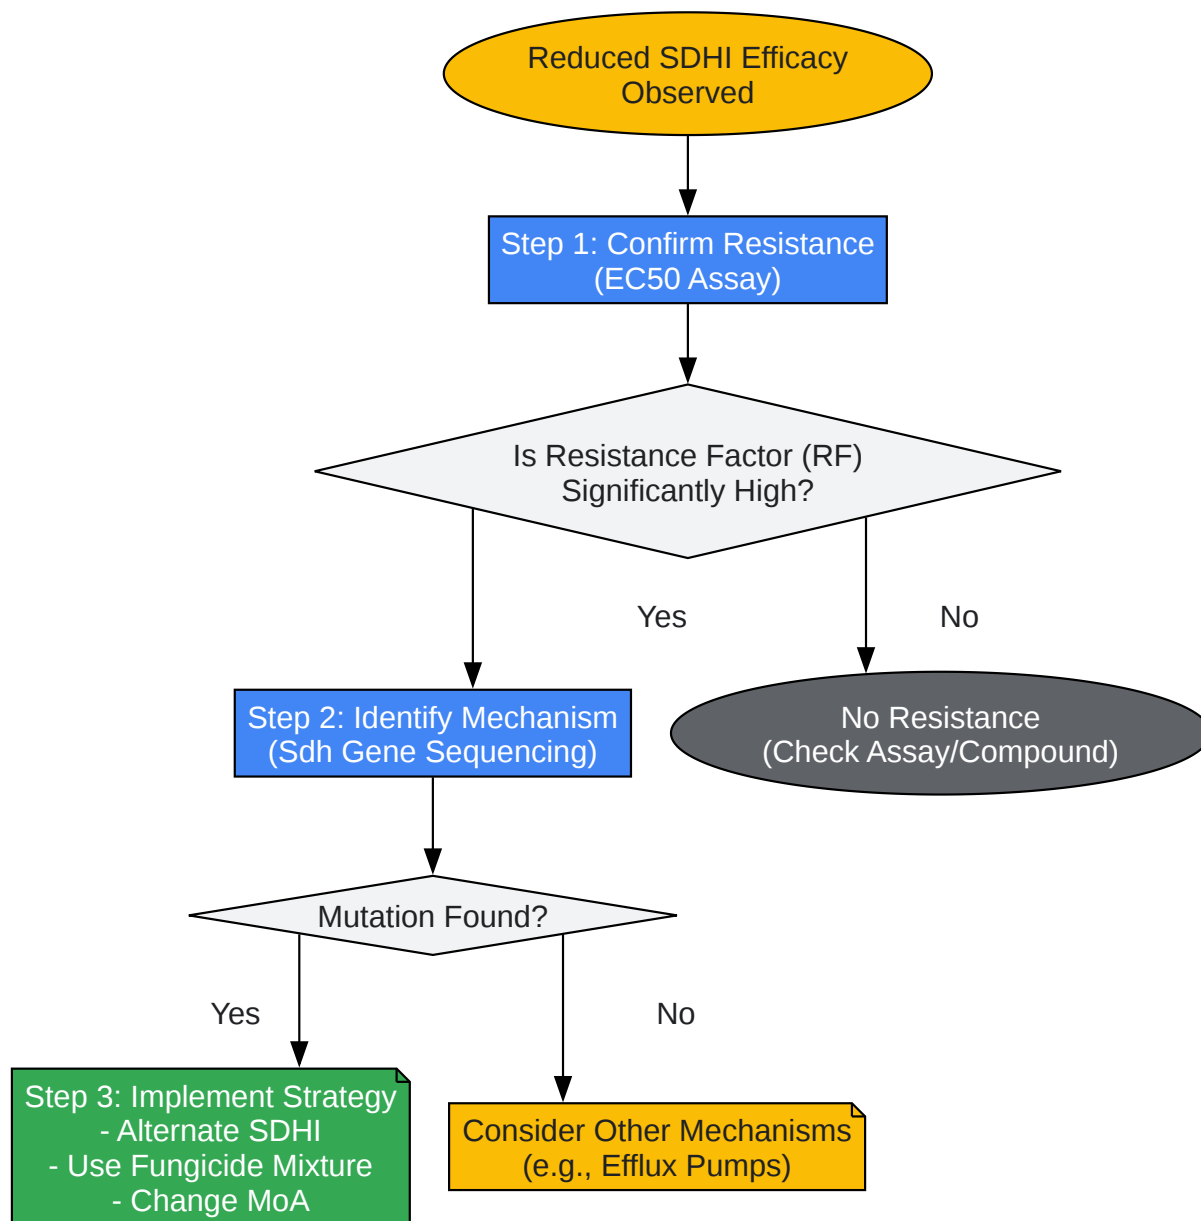 Reduced SDHI Efficacy
Observed
Step 1: Confirm Resistance
(EC50 Assay)
Is Resistance Factor (RF)
Significantly High?
Yes
No
Step 2: Identify Mechanism
(Sdh Gene Sequencing)
No Resistance
(Check Assay/Compound)
Mutation Found?
Yes
No
Step 3: Implement Strategy
- Alternate SDHI
- Use Fungicide Mixture
- Change MoA
Consider Other Mechanisms
(e.g., Efflux Pumps)